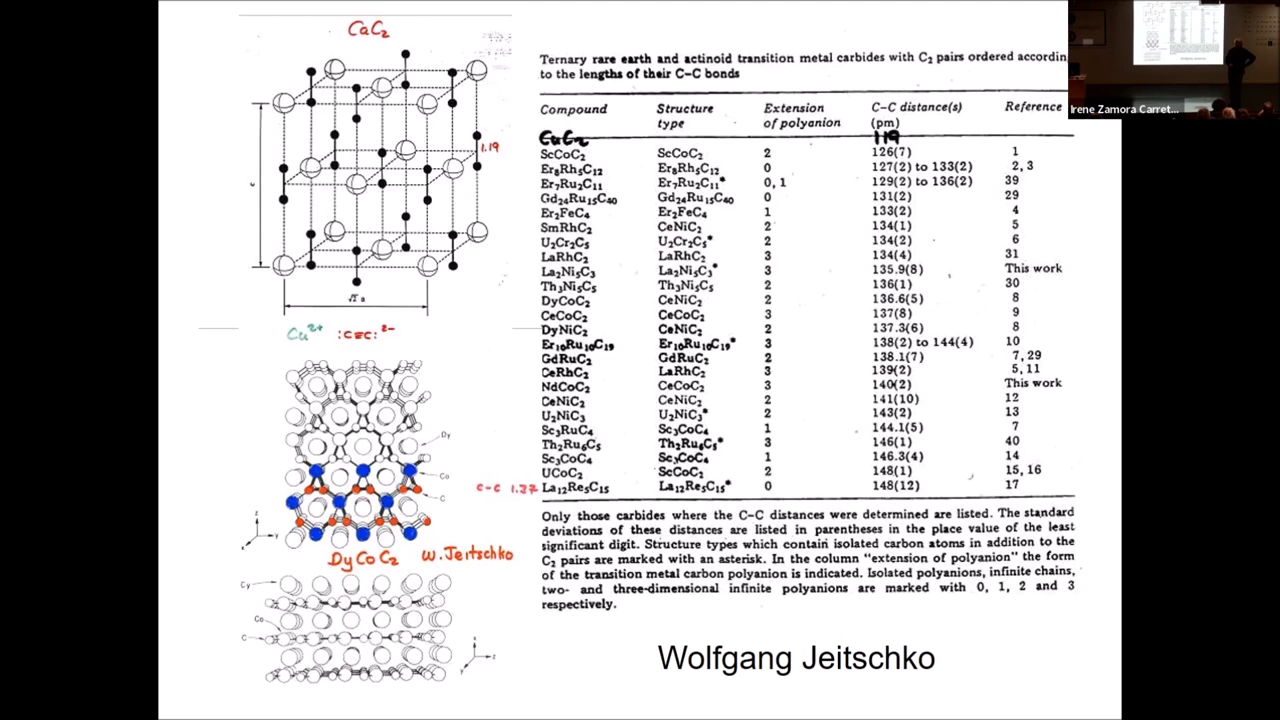 CaC2
1.19
c
√2 a
Ca2+ :C≡C:2-
Dy
Co
C
C-C 1.37
DyCoC2 W. Jeitschko
Cy
Co
C
Ternary rare earth and actinoid transition metal carbides with C2 pairs ordered accordin
to the lengths of their C–C bonds
Compound Structure type Extension of polyanion C–C distance(s) (pm) Reference
CaC2 119
ScCoC2 ScCoC2 2 126(7) 1
Er8Rh5C12 Er8Rh5C12 0 127(2) to 133(2) 2, 3
Er7Ru2C11 Er7Ru2C11* 0, 1 129(2) to 136(2) 39
Gd24Ru15C40 Gd24Ru15C40 0 131(2) 29
Er2FeC4 Er2FeC4 1 133(2) 4
SmRhC2 CeNiC2 2 134(1) 5
U2Cr2C5 U2Cr2C5* 2 134(2) 6
LaRhC2 LaRhC2 3 134(4) 31
La2Ni5C3 La2Ni5C3* 3 135.9(8) This work
Th3Ni5C5 Th3Ni5C5 2 136(1) 30
DyCoC2 CeNiC2 2 136.6(5) 8
CeCoC2 CeCoC2 3 137(8) 9
DyNiC2 CeNiC2 2 137.3(6) 8
Er10Ru10C19 Er10Ru10C19* 3 138(2) to 144(4) 10
GdRuC2 GdRuC2 2 138.1(7) 7, 29
CeRhC2 LaRhC2 3 139(2) 5, 11
NdCoC2 CeCoC2 3 140(2) This work
CeNiC2 CeNiC2 2 141(10) 12
U2NiC3 U2NiC3* 2 143(2) 13
Sc3RuC4 Sc3CoC4 1 144.1(5) 7
Th2Ru6C5 Th2Ru6C5* 3 146(1) 40
Sc3CoC4 Sc3CoC4 1 146.3(4) 14
UCoC2 ScCoC2 2 148(1) 15, 16
La12Re5C15 La12Re5C15* 0 148(12) 17
Only those carbides where the C–C distances were determined are listed. The standard
deviations of these distances are listed in parentheses in the place value of the least
significant digit. Structure types which contain isolated carbon atoms in addition to the
C2 pairs are marked with an asterisk. In the column "extension of polyanion" the form
of the transition metal carbon polyanion is indicated. Isolated polyanions, infinite chains,
two- and three-dimensional infinite polyanions are marked with 0, 1, 2 and 3
respectively.
Wolfgang Jeitschko
Irene Zamora Carret...